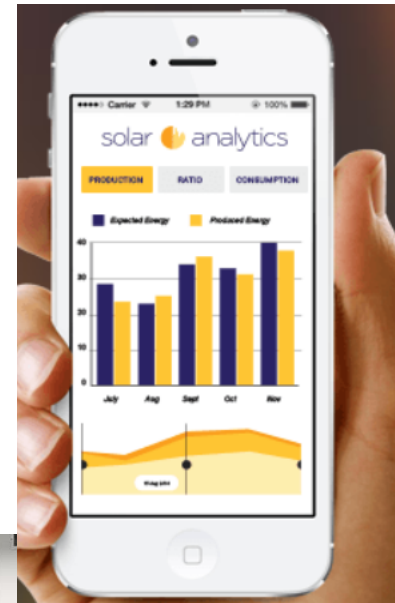 Carrier 1:29 PM 100%
solar analytics
PRODUCTION RATIO CONSUMPTION
Expected Energy Produced Energy
40
30
20
10
0
July Aug Sept Oct Nov